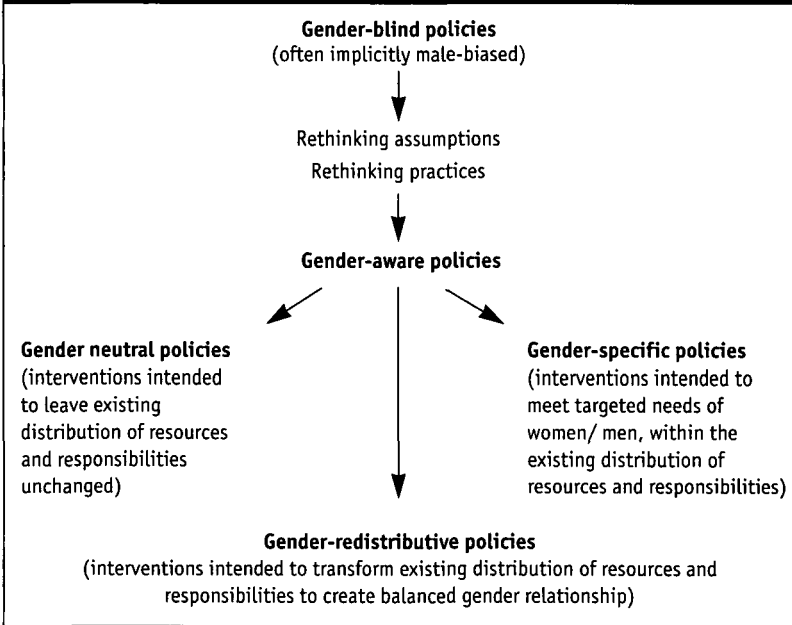 Gender-blind policies
(often implicitly male-biased)
Rethinking assumptions
Rethinking practices
Gender-aware policies
Gender neutral policies
(interventions intended
to leave existing
distribution of resources
and responsibilities
unchanged)
Gender-specific policies
(interventions intended to
meet targeted needs of
women/ men, within the
existing distribution of
resources and responsibilities)
Gender-redistributive policies
(interventions intended to transform existing distribution of resources and
responsibilities to create balanced gender relationship)